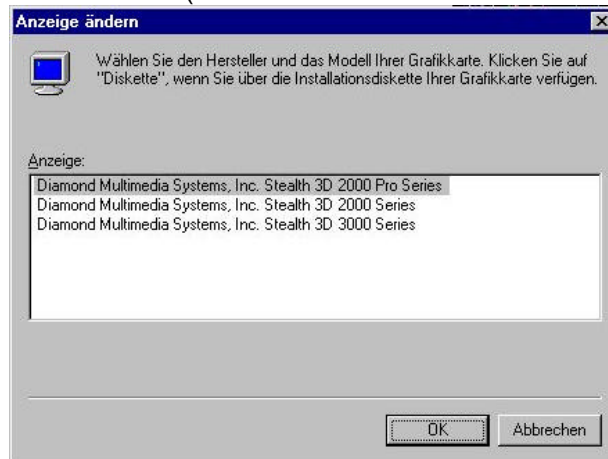 Anzeige ändern
Wählen Sie den Hersteller und das Modell Ihrer Grafikkarte. Klicken Sie auf
"Diskette", wenn Sie über die Installationsdiskette Ihrer Grafikkarte verfügen.
Anzeige:
Diamond Multimedia Systems, Inc. Stealth 3D 2000 Pro Series
Diamond Multimedia Systems, Inc. Stealth 3D 2000 Series
Diamond Multimedia Systems, Inc. Stealth 3D 3000 Series
OK
Abbrechen